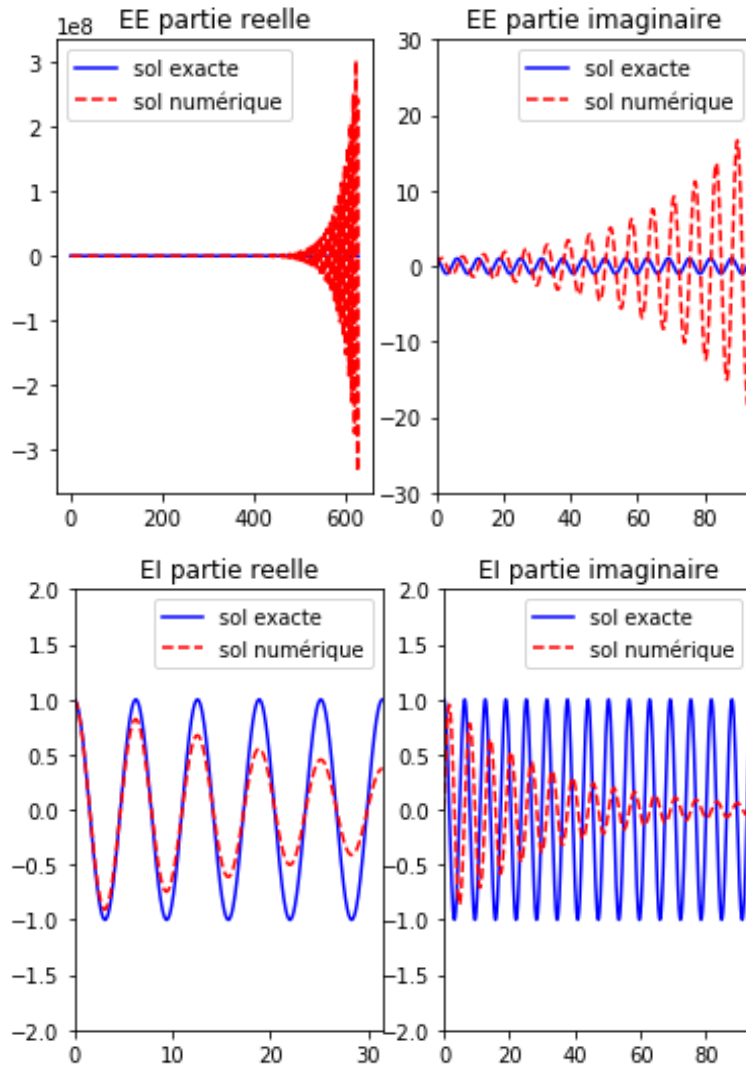 EE partie reelle
1e8
sol exacte
sol numérique
3
2
1
0
−1
−2
−3
0 200 400 600
EE partie imaginaire
sol exacte
sol numérique
30
20
10
0
−10
−20
−30
0 20 40 60 80
EI partie reelle
sol exacte
sol numérique
2.0
1.5
1.0
0.5
0.0
−0.5
−1.0
−1.5
−2.0
0 10 20 30
EI partie imaginaire
sol exacte
sol numérique
2.0
1.5
1.0
0.5
0.0
−0.5
−1.0
−1.5
−2.0
0 20 40 60 80